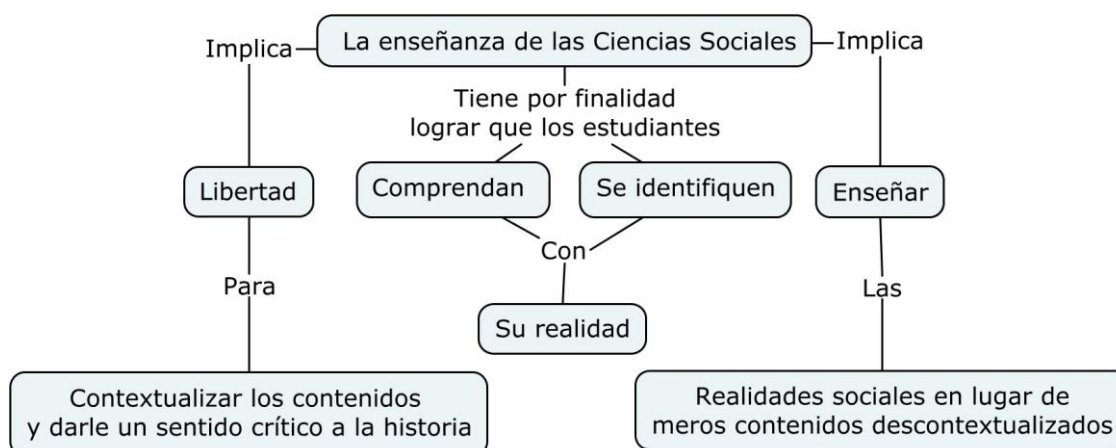 La enseñanza de las Ciencias Sociales
Implica
Implica
Tiene por finalidad
lograr que los estudiantes
Libertad
Comprendan
Se identifiquen
Enseñar
Con
Para
Las
Su realidad
Contextualizar los contenidos
y darle un sentido crítico a la historia
Realidades sociales en lugar de
meros contenidos descontextualizados